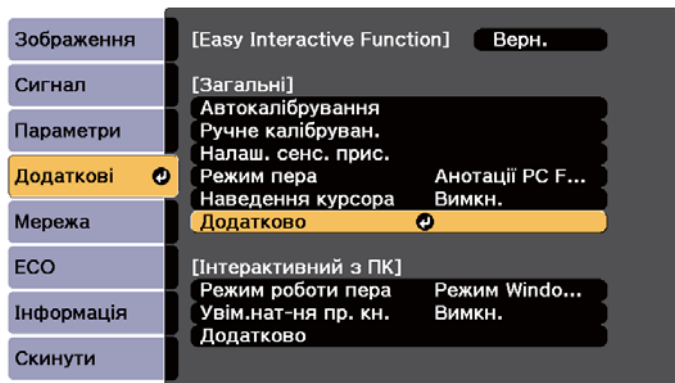 Зображення
Сигнал
Параметри
Додаткові
Мережа
ECO
Інформація
Скинути
[Easy Interactive Function] Верн.
[Загальні]
Автокалібрування
Ручне калібруван.
Налаш. сенс. прис.
Режим пера Анотації PC F...
Наведення курсора Вимкн.
Додатково
[Інтерактивний з ПК]
Режим роботи пера Режим Windo...
Увім.нат-ня пр. кн. Вимкн.
Додатково